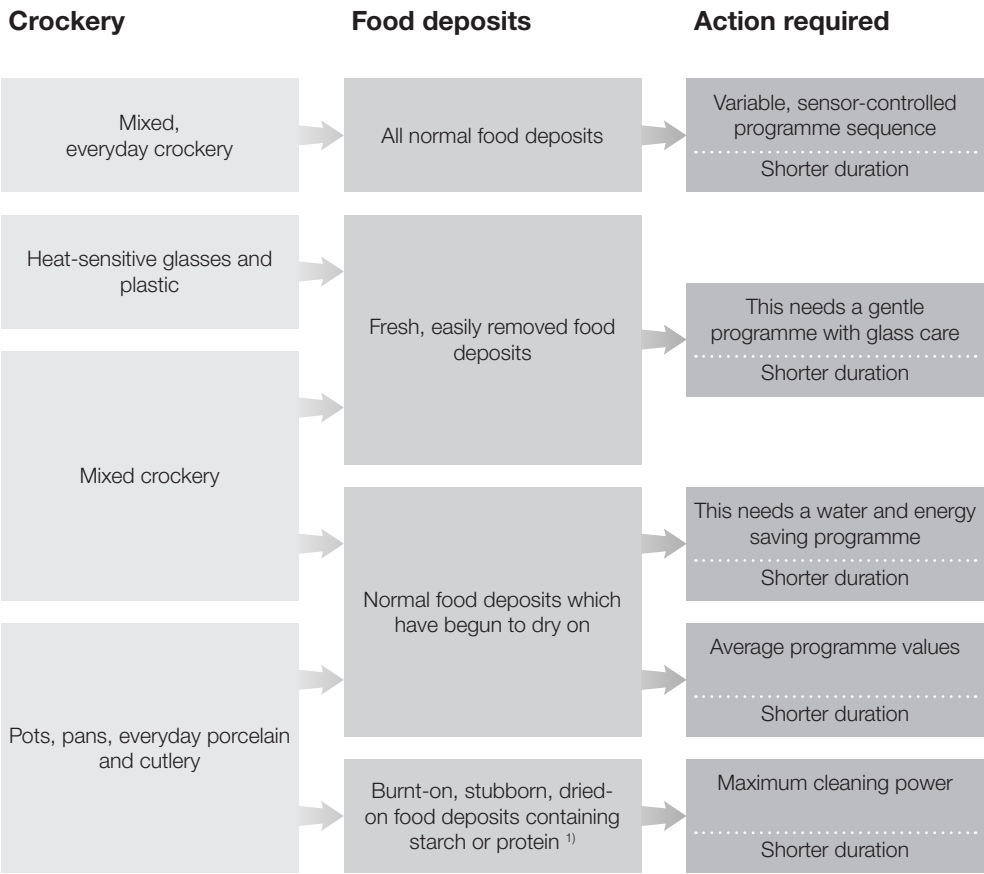 Crockery
Food deposits
Action required
Mixed,
everyday crockery
All normal food deposits
Variable, sensor-controlled
programme sequence
Shorter duration
Heat-sensitive glasses and
plastic
Fresh, easily removed food
deposits
This needs a gentle
programme with glass care
Shorter duration
Mixed crockery
Normal food deposits which
have begun to dry on
This needs a water and energy
saving programme
Shorter duration
Average programme values
Shorter duration
Pots, pans, everyday porcelain
and cutlery
Burnt-on, stubborn, dried-
on food deposits containing
starch or protein 1)
Maximum cleaning power
Shorter duration